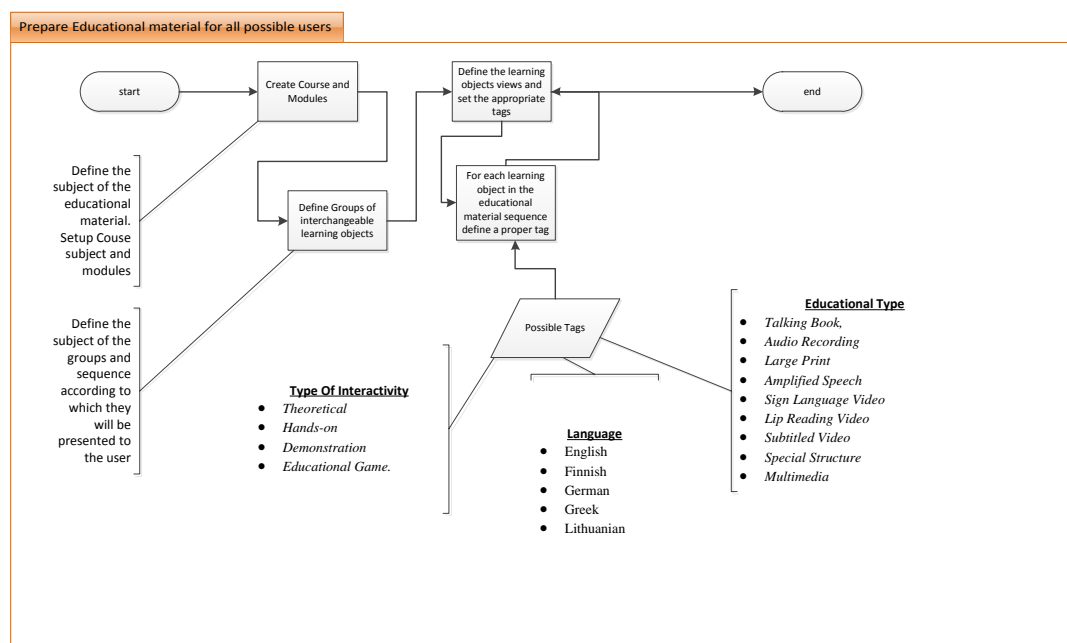 Prepare Educational material for all possible users
start
Create Course and
Modules
Define the learning
objects views and
set the appropriate
tags
end
Define the
subject of the
educational
material.
Setup Couse
subject and
modules
Define Groups of
interchangeable
learning objects
For each learning
object in the
educational
material sequence
define a proper tag
Define the
subject of the
groups and
sequence
according to
which they
will be
presented to
the user
Possible Tags
Type Of Interactivity
● Theoretical
● Hands-on
● Demonstration
● Educational Game.
Language
● English
● Finnish
● German
● Greek
● Lithuanian
Educational Type
● Talking Book,
● Audio Recording
● Large Print
● Amplified Speech
● Sign Language Video
● Lip Reading Video
● Subtitled Video
● Special Structure
● Multimedia